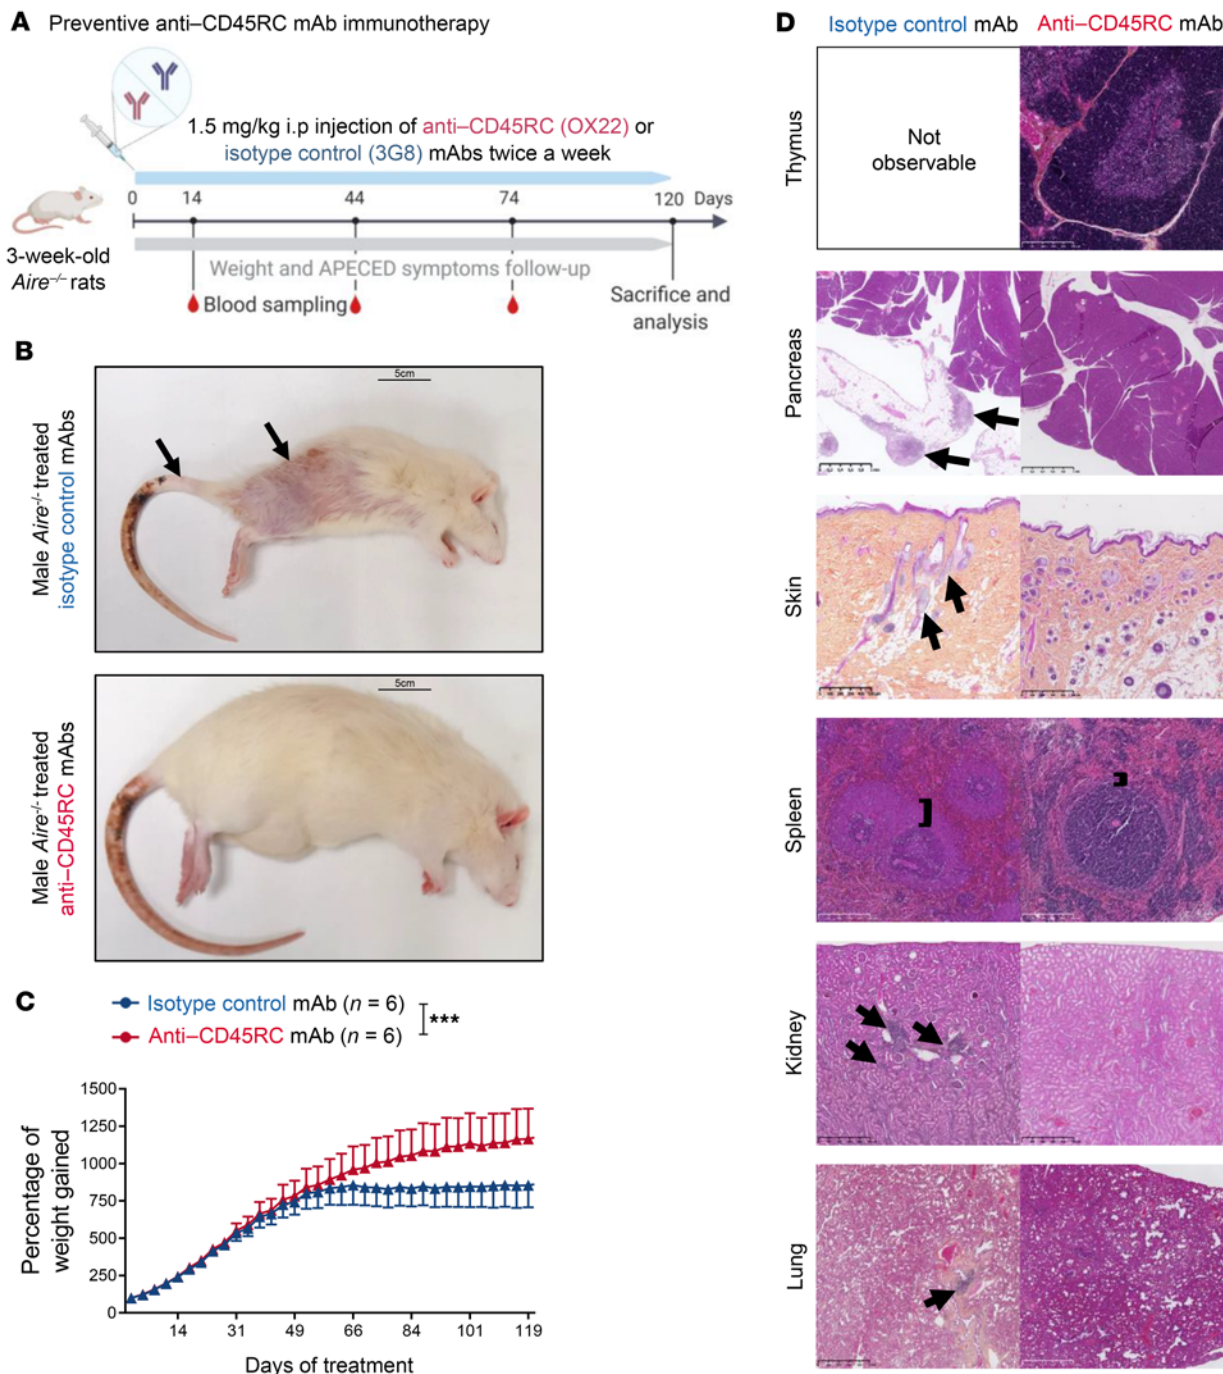 A Preventive anti–CD45RC mAb immunotherapy
1.5 mg/kg i.p injection of anti–CD45RC (OX22) or
isotype control (3G8) mAbs twice a week
0 14 44 74 120 Days
3-week-old
Aire–/– rats
Weight and APECED symptoms follow-up
Blood sampling
Sacrifice and
analysis
B
Male Aire-/- treated
isotype control mAbs
5cm
Male Aire-/- treated
anti–CD45RC mAbs
5cm
C
Isotype control mAb (n = 6)
Anti–CD45RC mAb (n = 6)
***
Percentage of
weight gained
1500
1250
1000
750
500
250
0
14 31 49 66 84 101 119
Days of treatment
D
Isotype control mAb Anti–CD45RC mAb
Thymus
Not
observable
Pancreas
Skin
Spleen
Kidney
Lung